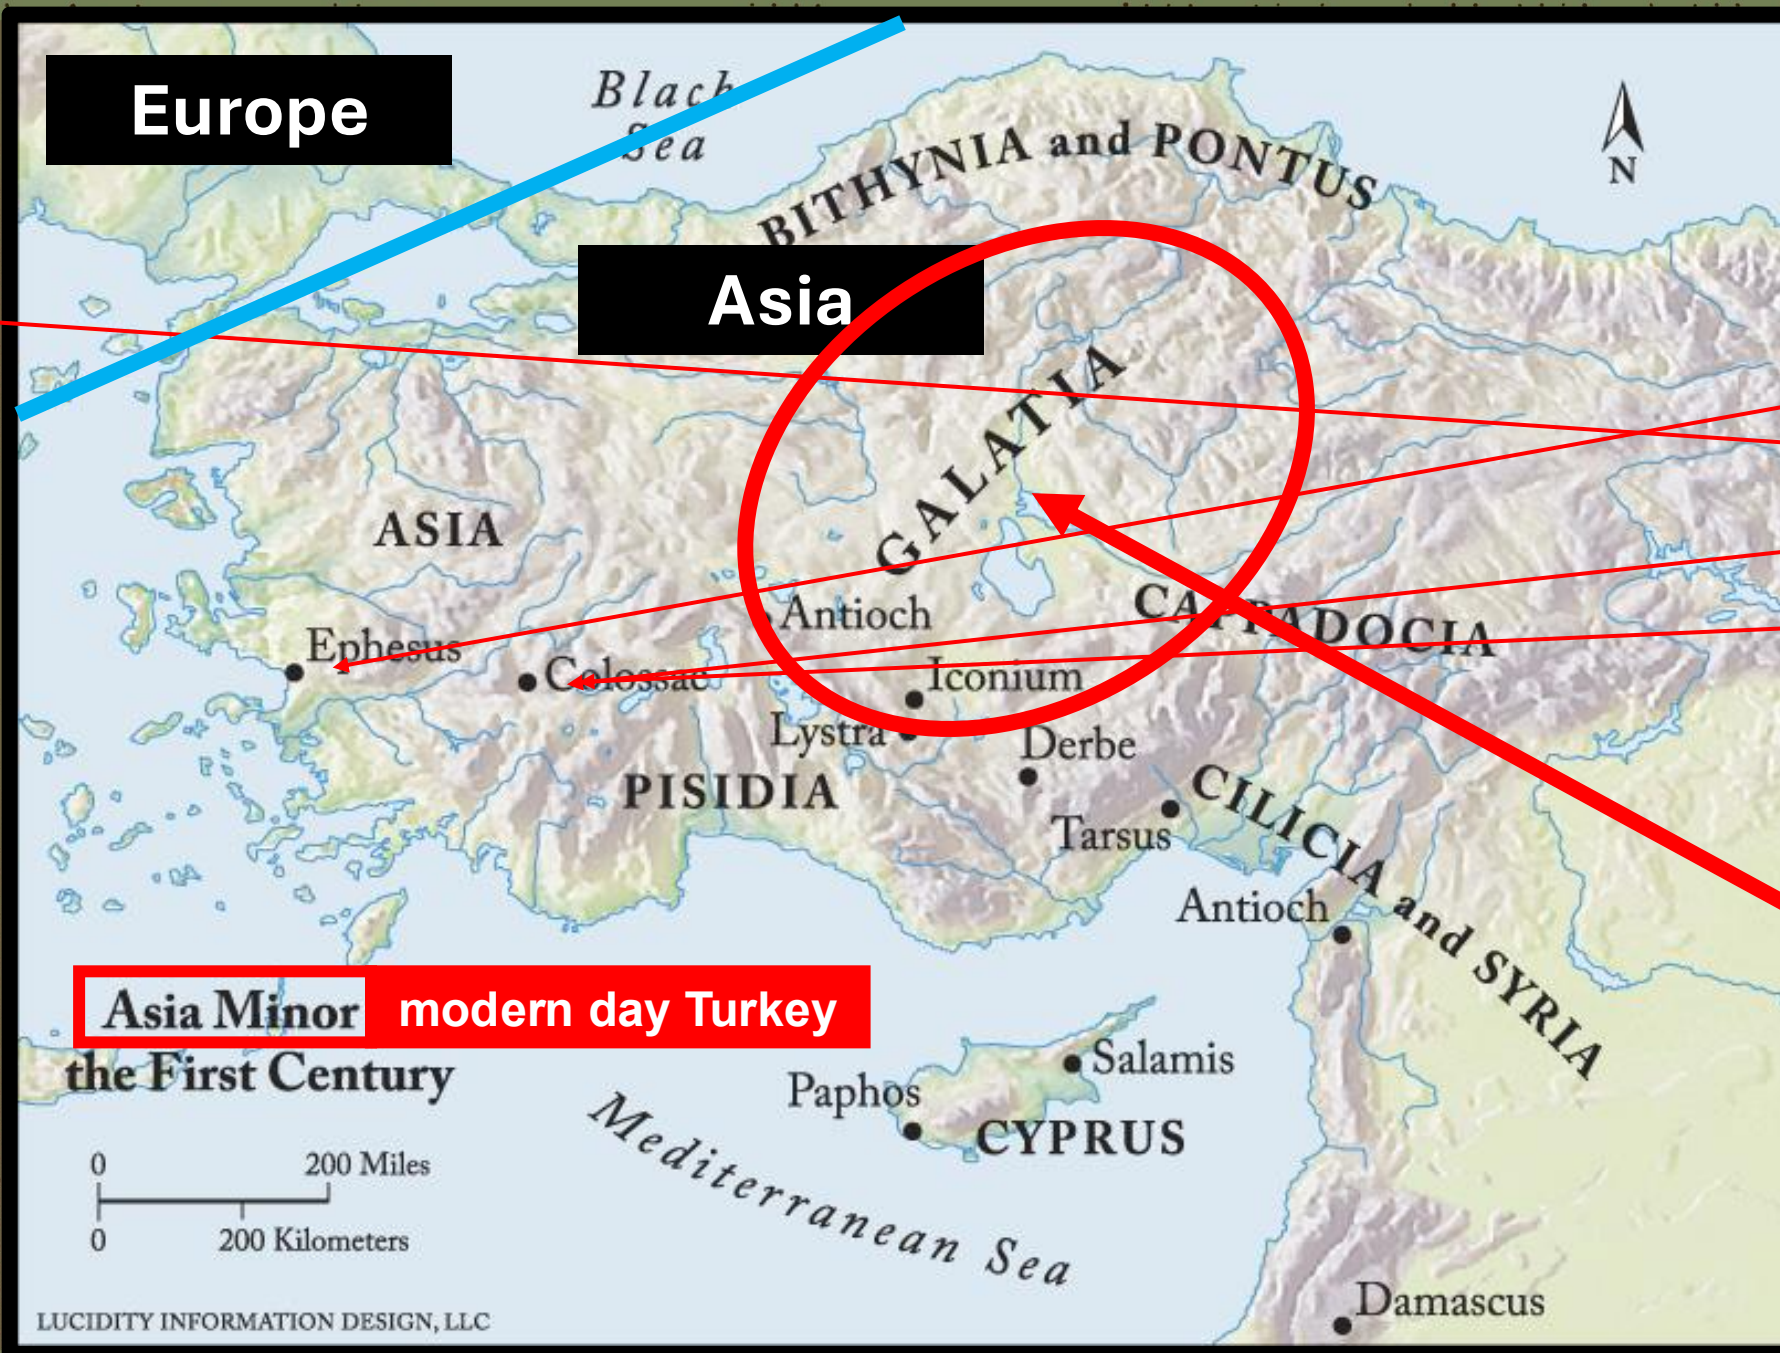 Europe
Black
Sea
N
BITHYNIA and PONTUS
Asia
GALATIA
ASIA
CAPPADOCIA
Antioch
Ephesus
Colossae
Iconium
Lystra
Derbe
PISIDIA
CILICIA and SYRIA
Tarsus
Antioch
Asia Minor modern day Turkey
the First Century
Salamis
Paphos
CYPRUS
Mediterranean Sea
0 200 Miles
0 200 Kilometers
Damascus
LUCIDITY INFORMATION DESIGN, LLC